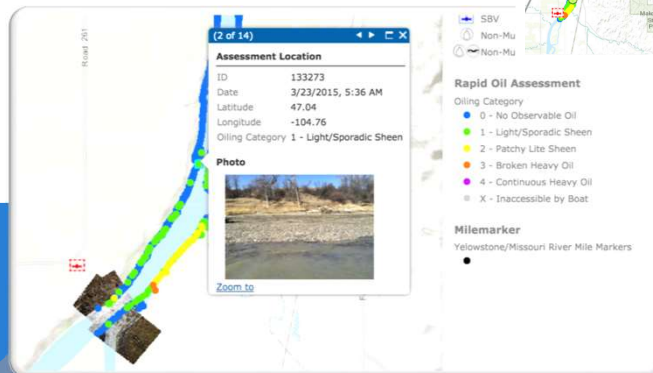 Road 261
(2 of 14)
Assessment Location
ID 133273
Date 3/23/2015, 5:36 AM
Latitude 47.04
Longitude -104.76
Oiling Category 1 - Light/Sporadic Sheen
Photo
Zoom to
SBV
Non-Mu
Non-Mu
Rapid Oil Assessment
Oiling Category
0 - No Observable Oil
1 - Light/Sporadic Sheen
2 - Patchy Lite Sheen
3 - Broken Heavy Oil
4 - Continuous Heavy Oil
X - Inaccessible by Boat
Milemarker
Yellowstone/Missouri River Mile Markers